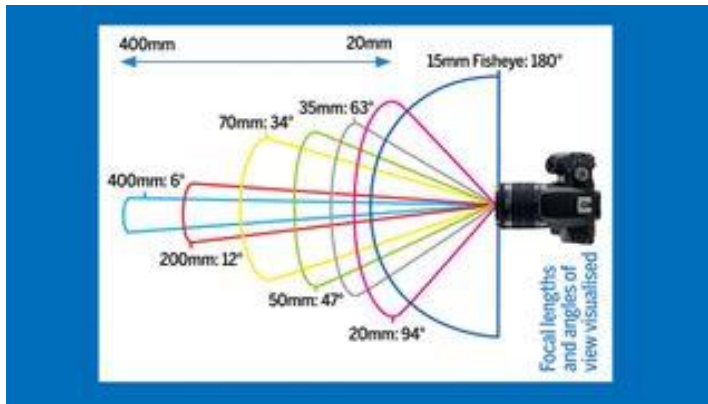 400mm
20mm
15mm Fisheye: 180°
35mm: 63°
70mm: 34°
400mm: 6°
200mm: 12°
50mm: 47°
20mm: 94°
Focal lengths
and angles of
view visualised